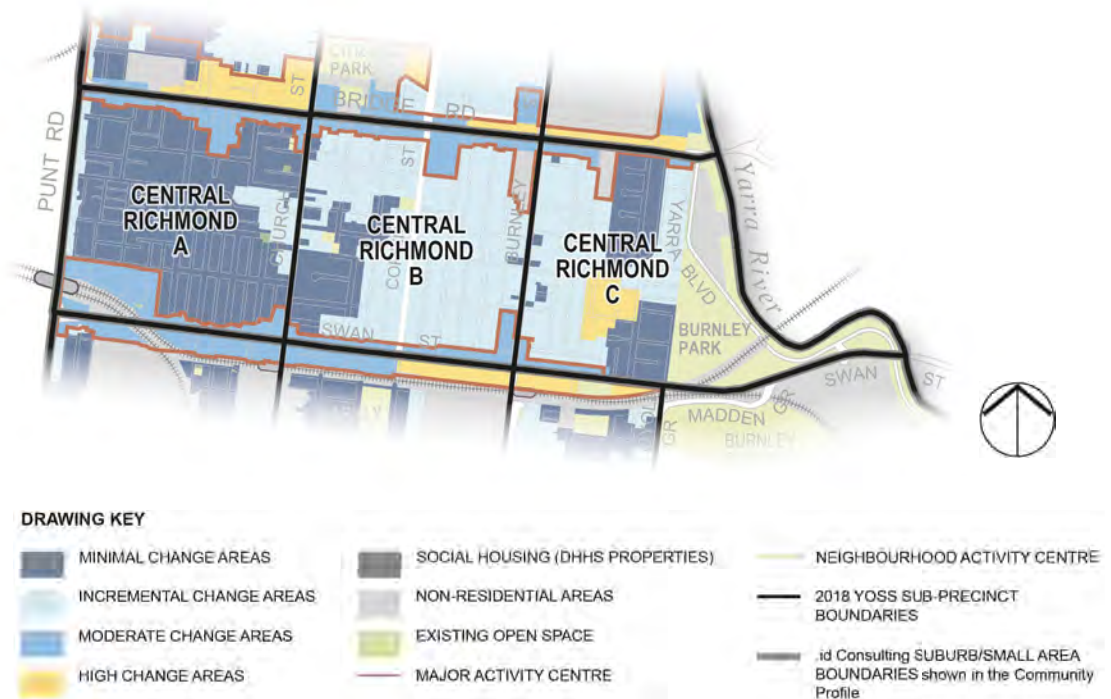 PARK
ST
BRIDGE RD
PUNT RD
ST
Yarra River
CENTRAL
RICHMOND
A
CHURCH
CENTRAL
RICHMOND
B
BURNLEY
CENTRAL
RICHMOND
C
YARRA BLVD
SWAN ST
BURNLEY
PARK
SWAN ST
MADDEN GR
GR
BURNLEY
DRAWING KEY
MINIMAL CHANGE AREAS
INCREMENTAL CHANGE AREAS
MODERATE CHANGE AREAS
HIGH CHANGE AREAS
SOCIAL HOUSING (DHHS PROPERTIES)
NON-RESIDENTIAL AREAS
EXISTING OPEN SPACE
MAJOR ACTIVITY CENTRE
NEIGHBOURHOOD ACTIVITY CENTRE
2018 YOSS SUB-PRECINCT
BOUNDARIES
.id Consulting SUBURB/SMALL AREA
BOUNDARIES shown in the Community
Profile